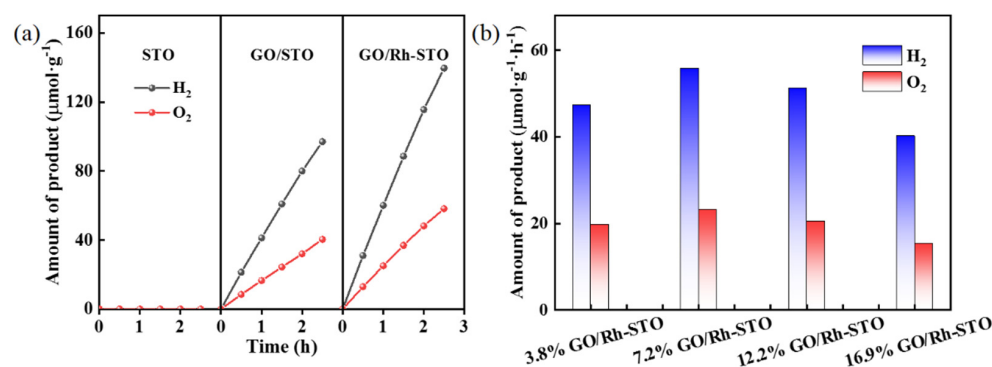 (a)
Amount of product (μmol·g⁻¹)
160
120
80
40
0
STO
GO/STO
GO/Rh-STO
H₂
O₂
0 1 2 0 1 2 0 1 2 3
Time (h)
(b)
Amount of product (μmol·g⁻¹·h⁻¹)
60
40
20
0
H₂
O₂
3.8% GO/Rh-STO
7.2% GO/Rh-STO
12.2% GO/Rh-STO
16.9% GO/Rh-STO